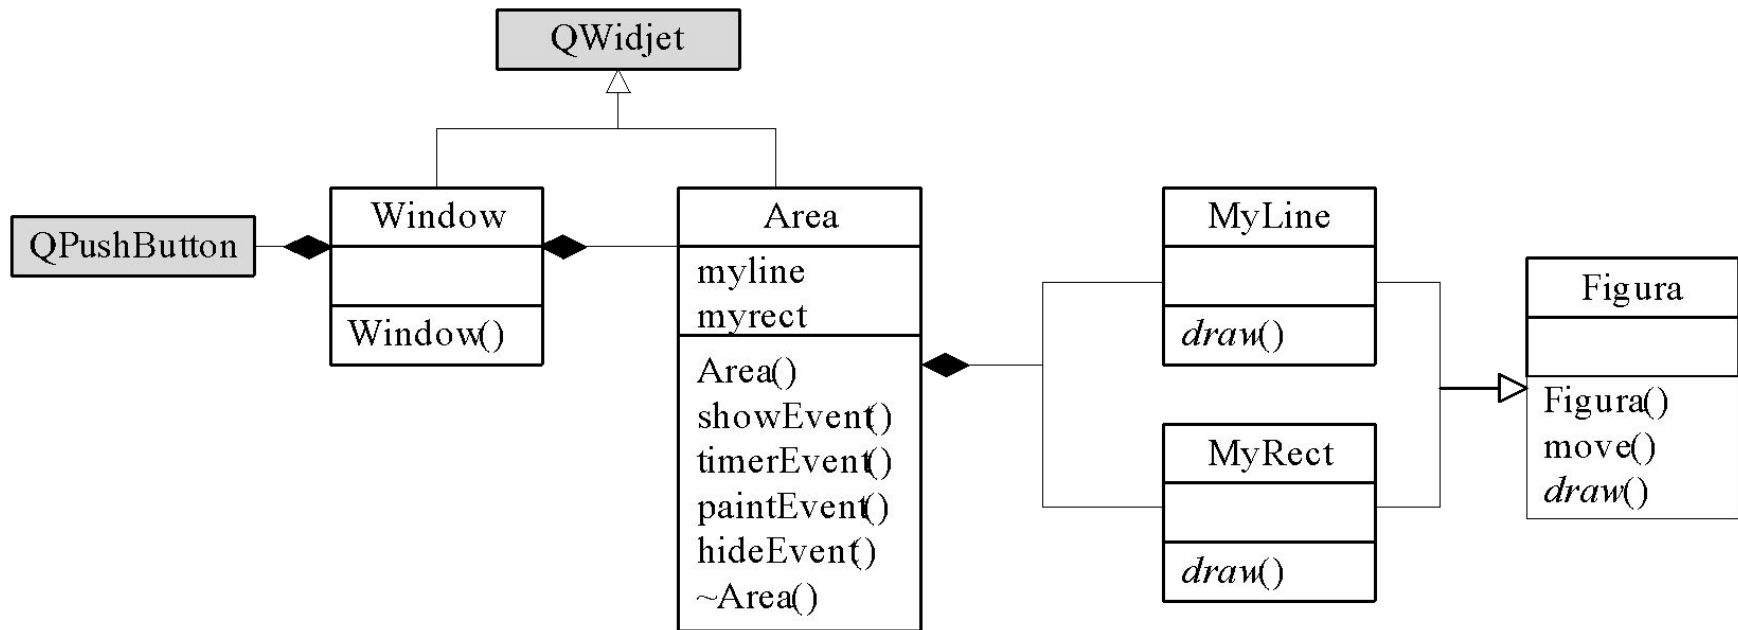 QWidjet
QPushButton
Window
Window()
Area
myline
myrect
Area()
showEvent()
timerEvent()
paintEvent()
hideEvent()
~Area()
MyLine
draw()
MyRect
draw()
Figura
Figura()
move()
draw()